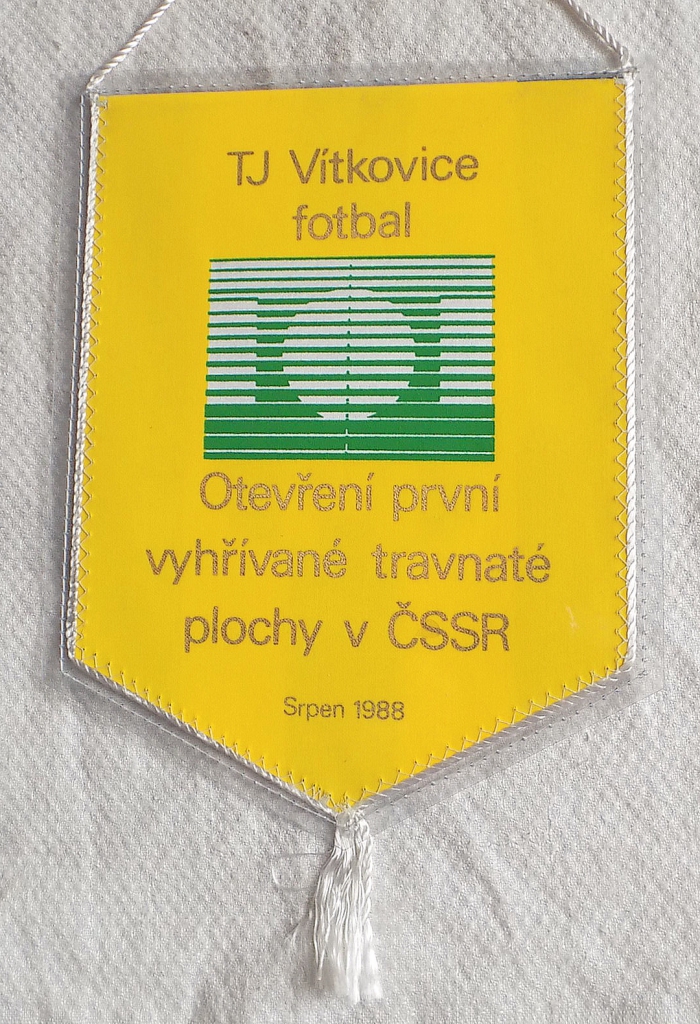 TJ Vítkovice
fotbal
Otevření první
vyhřívané travnaté
plochy v ČSSR
Srpen 1988